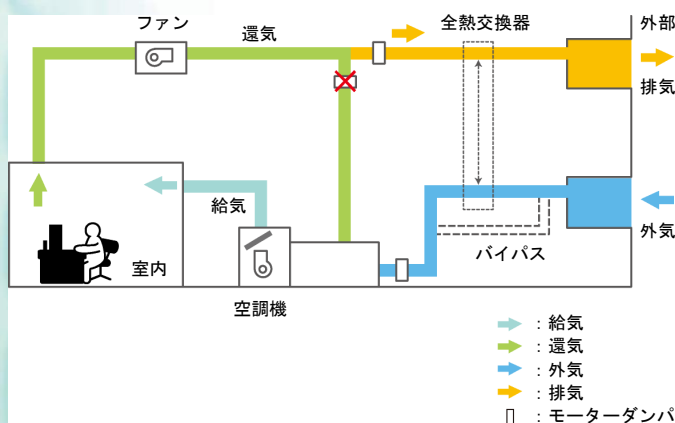 ファン
還気
全熱交換器
外部
排気
給気
外気
バイパス
室内
空調機
：給気
：還気
：外気
：排気
：モーターダンパ